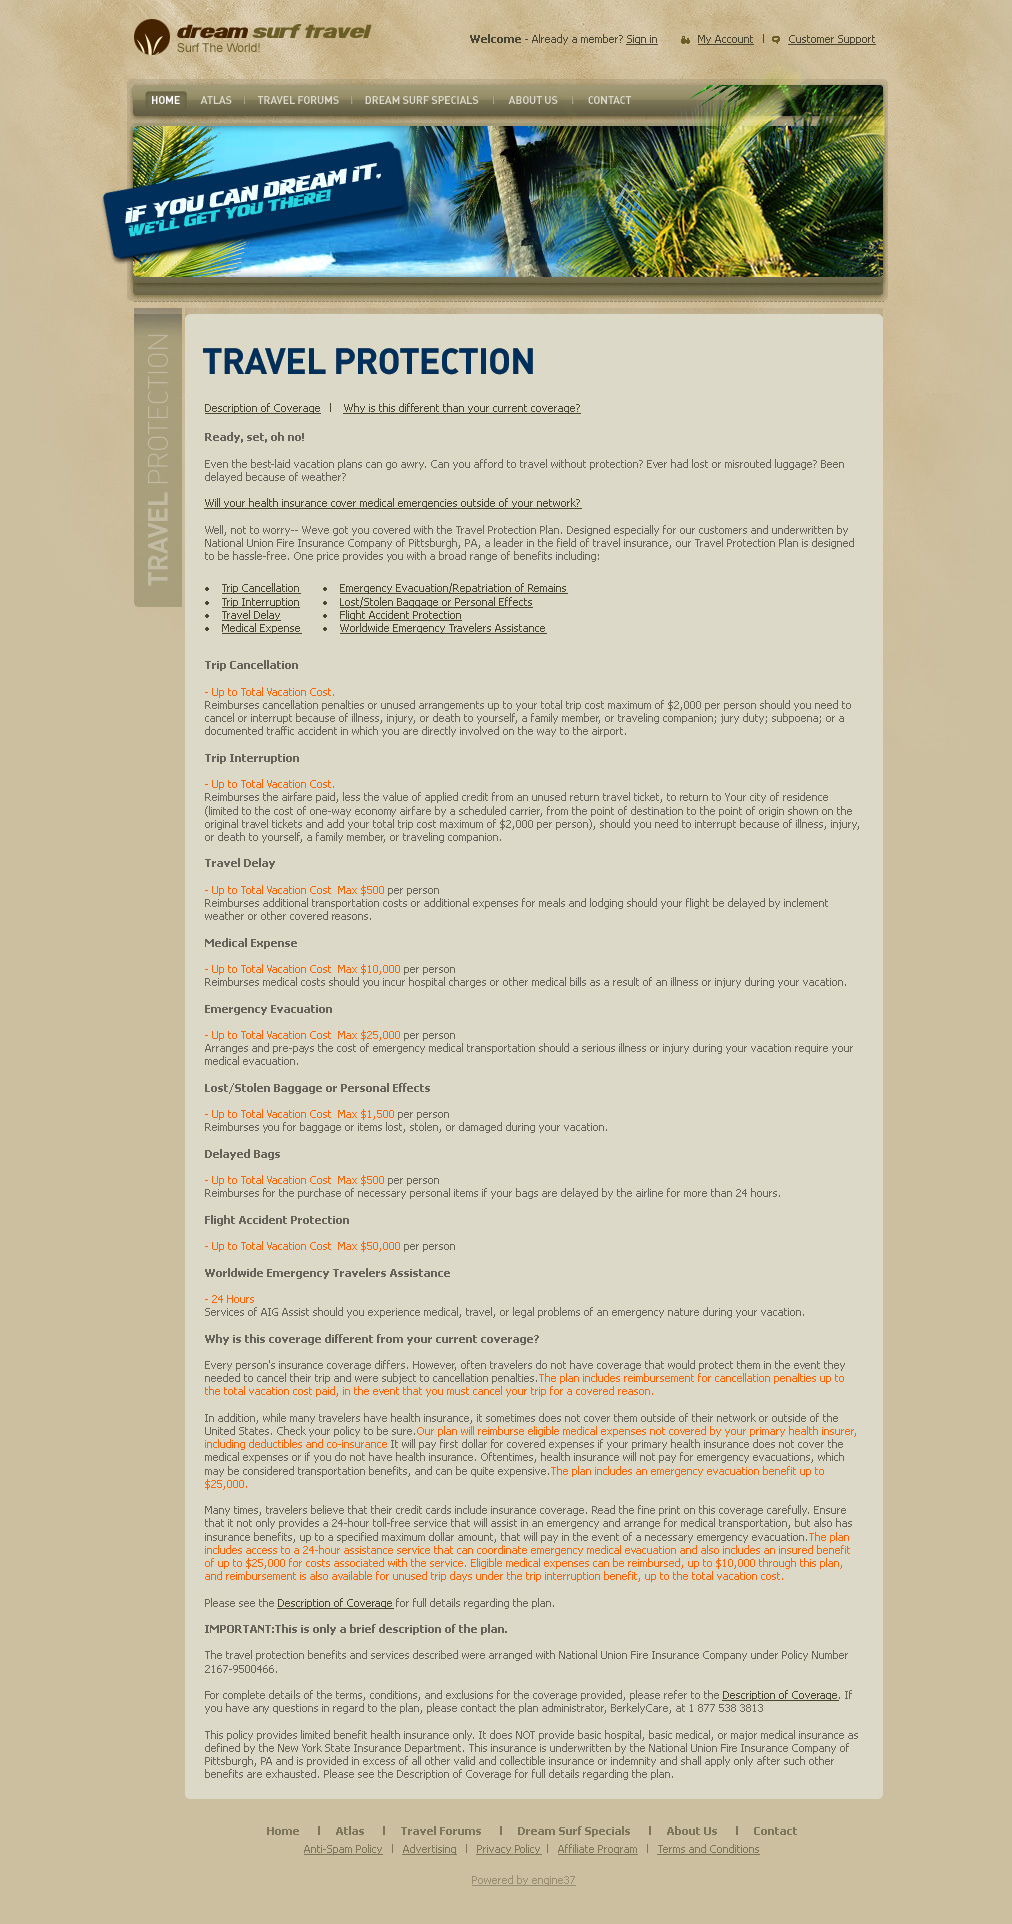 dream surf travel
Surf The World!
Welcome - Already a member? Sign in
My Account | Customer Support
HOME ATLAS | TRAVEL FORUMS | DREAM SURF SPECIALS | ABOUT US | CONTACT
IF YOU CAN DREAM IT.
WE'LL GET YOU THERE!
TRAVEL PROTECTION
TRAVEL PROTECTION
Description of Coverage | Why is this different than your current coverage?
Ready, set, oh no!
Even the best-laid vacation plans can go awry. Can you afford to travel without protection? Ever had lost or misrouted luggage? Been
delayed because of weather?
Will your health insurance cover medical emergencies outside of your network?
Well, not to worry-- Weve got you covered with the Travel Protection Plan. Designed especially for our customers and underwritten by
National Union Fire Insurance Company of Pittsburgh, PA, a leader in the field of travel insurance, our Travel Protection Plan is designed
to be hassle-free. One price provides you with a broad range of benefits including:
• Trip Cancellation • Emergency Evacuation/Repatriation of Remains
• Trip Interruption • Lost/Stolen Baggage or Personal Effects
• Travel Delay • Flight Accident Protection
• Medical Expense • Worldwide Emergency Travelers Assistance
Trip Cancellation
- Up to Total Vacation Cost.
Reimburses cancellation penalties or unused arrangements up to your total trip cost maximum of $2,000 per person should you need to
cancel or interrupt because of illness, injury, or death to yourself, a family member, or traveling companion; jury duty; subpoena; or a
documented traffic accident in which you are directly involved on the way to the airport.
Trip Interruption
- Up to Total Vacation Cost.
Reimburses the airfare paid, less the value of applied credit from an unused return travel ticket, to return to Your city of residence
(limited to the cost of one-way economy airfare by a scheduled carrier, from the point of destination to the point of origin shown on the
original travel tickets and add your total trip cost maximum of $2,000 per person), should you need to interrupt because of illness, injury,
or death to yourself, a family member, or traveling companion.
Travel Delay
- Up to Total Vacation Cost Max $500 per person
Reimburses additional transportation costs or additional expenses for meals and lodging should your flight be delayed by inclement
weather or other covered reasons.
Medical Expense
- Up to Total Vacation Cost Max $10,000 per person
Reimburses medical costs should you incur hospital charges or other medical bills as a result of an illness or injury during your vacation.
Emergency Evacuation
- Up to Total Vacation Cost Max $25,000 per person
Arranges and pre-pays the cost of emergency medical transportation should a serious illness or injury during your vacation require your
medical evacuation.
Lost/Stolen Baggage or Personal Effects
- Up to Total Vacation Cost Max $1,500 per person
Reimburses you for baggage or items lost, stolen, or damaged during your vacation.
Delayed Bags
- Up to Total Vacation Cost Max $500 per person
Reimburses for the purchase of necessary personal items if your bags are delayed by the airline for more than 24 hours.
Flight Accident Protection
- Up to Total Vacation Cost Max $50,000 per person
Worldwide Emergency Travelers Assistance
- 24 Hours
Services of AIG Assist should you experience medical, travel, or legal problems of an emergency nature during your vacation.
Why is this coverage different from your current coverage?
Every person's insurance coverage differs. However, often travelers do not have coverage that would protect them in the event they
needed to cancel their trip and were subject to cancellation penalties.The plan includes reimbursement for cancellation penalties up to
the total vacation cost paid, in the event that you must cancel your trip for a covered reason.
In addition, while many travelers have health insurance, it sometimes does not cover them outside of their network or outside of the
United States. Check your policy to be sure.Our plan will reimburse eligible medical expenses not covered by your primary health insurer,
including deductibles and co-insurance It will pay first dollar for covered expenses if your primary health insurance does not cover the
medical expenses or if you do not have health insurance. Oftentimes, health insurance will not pay for emergency evacuations, which
may be considered transportation benefits, and can be quite expensive.The plan includes an emergency evacuation benefit up to
$25,000.
Many times, travelers believe that their credit cards include insurance coverage. Read the fine print on this coverage carefully. Ensure
that it not only provides a 24-hour toll-free service that will assist in an emergency and arrange for medical transportation, but also has
insurance benefits, up to a specified maximum dollar amount, that will pay in the event of a necessary emergency evacuation.The plan
includes access to a 24-hour assistance service that can coordinate emergency medical evacuation and also includes an insured benefit
of up to $25,000 for costs associated with the service. Eligible medical expenses can be reimbursed, up to $10,000 through this plan,
and reimbursement is also available for unused trip days under the trip interruption benefit, up to the total vacation cost.
Please see the Description of Coverage for full details regarding the plan.
IMPORTANT:This is only a brief description of the plan.
The travel protection benefits and services described were arranged with National Union Fire Insurance Company under Policy Number
2167-9500466.
For complete details of the terms, conditions, and exclusions for the coverage provided, please refer to the Description of Coverage. If
you have any questions in regard to the plan, please contact the plan administrator, BerkelyCare, at 1 877 538 3813
This policy provides limited benefit health insurance only. It does NOT provide basic hospital, basic medical, or major medical insurance as
defined by the New York State Insurance Department. This insurance is underwritten by the National Union Fire Insurance Company of
Pittsburgh, PA and is provided in excess of all other valid and collectible insurance or indemnity and shall apply only after such other
benefits are exhausted. Please see the Description of Coverage for full details regarding the plan.
Home | Atlas | Travel Forums | Dream Surf Specials | About Us | Contact
Anti-Spam Policy | Advertising | Privacy Policy | Affiliate Program | Terms and Conditions
Powered by engine37